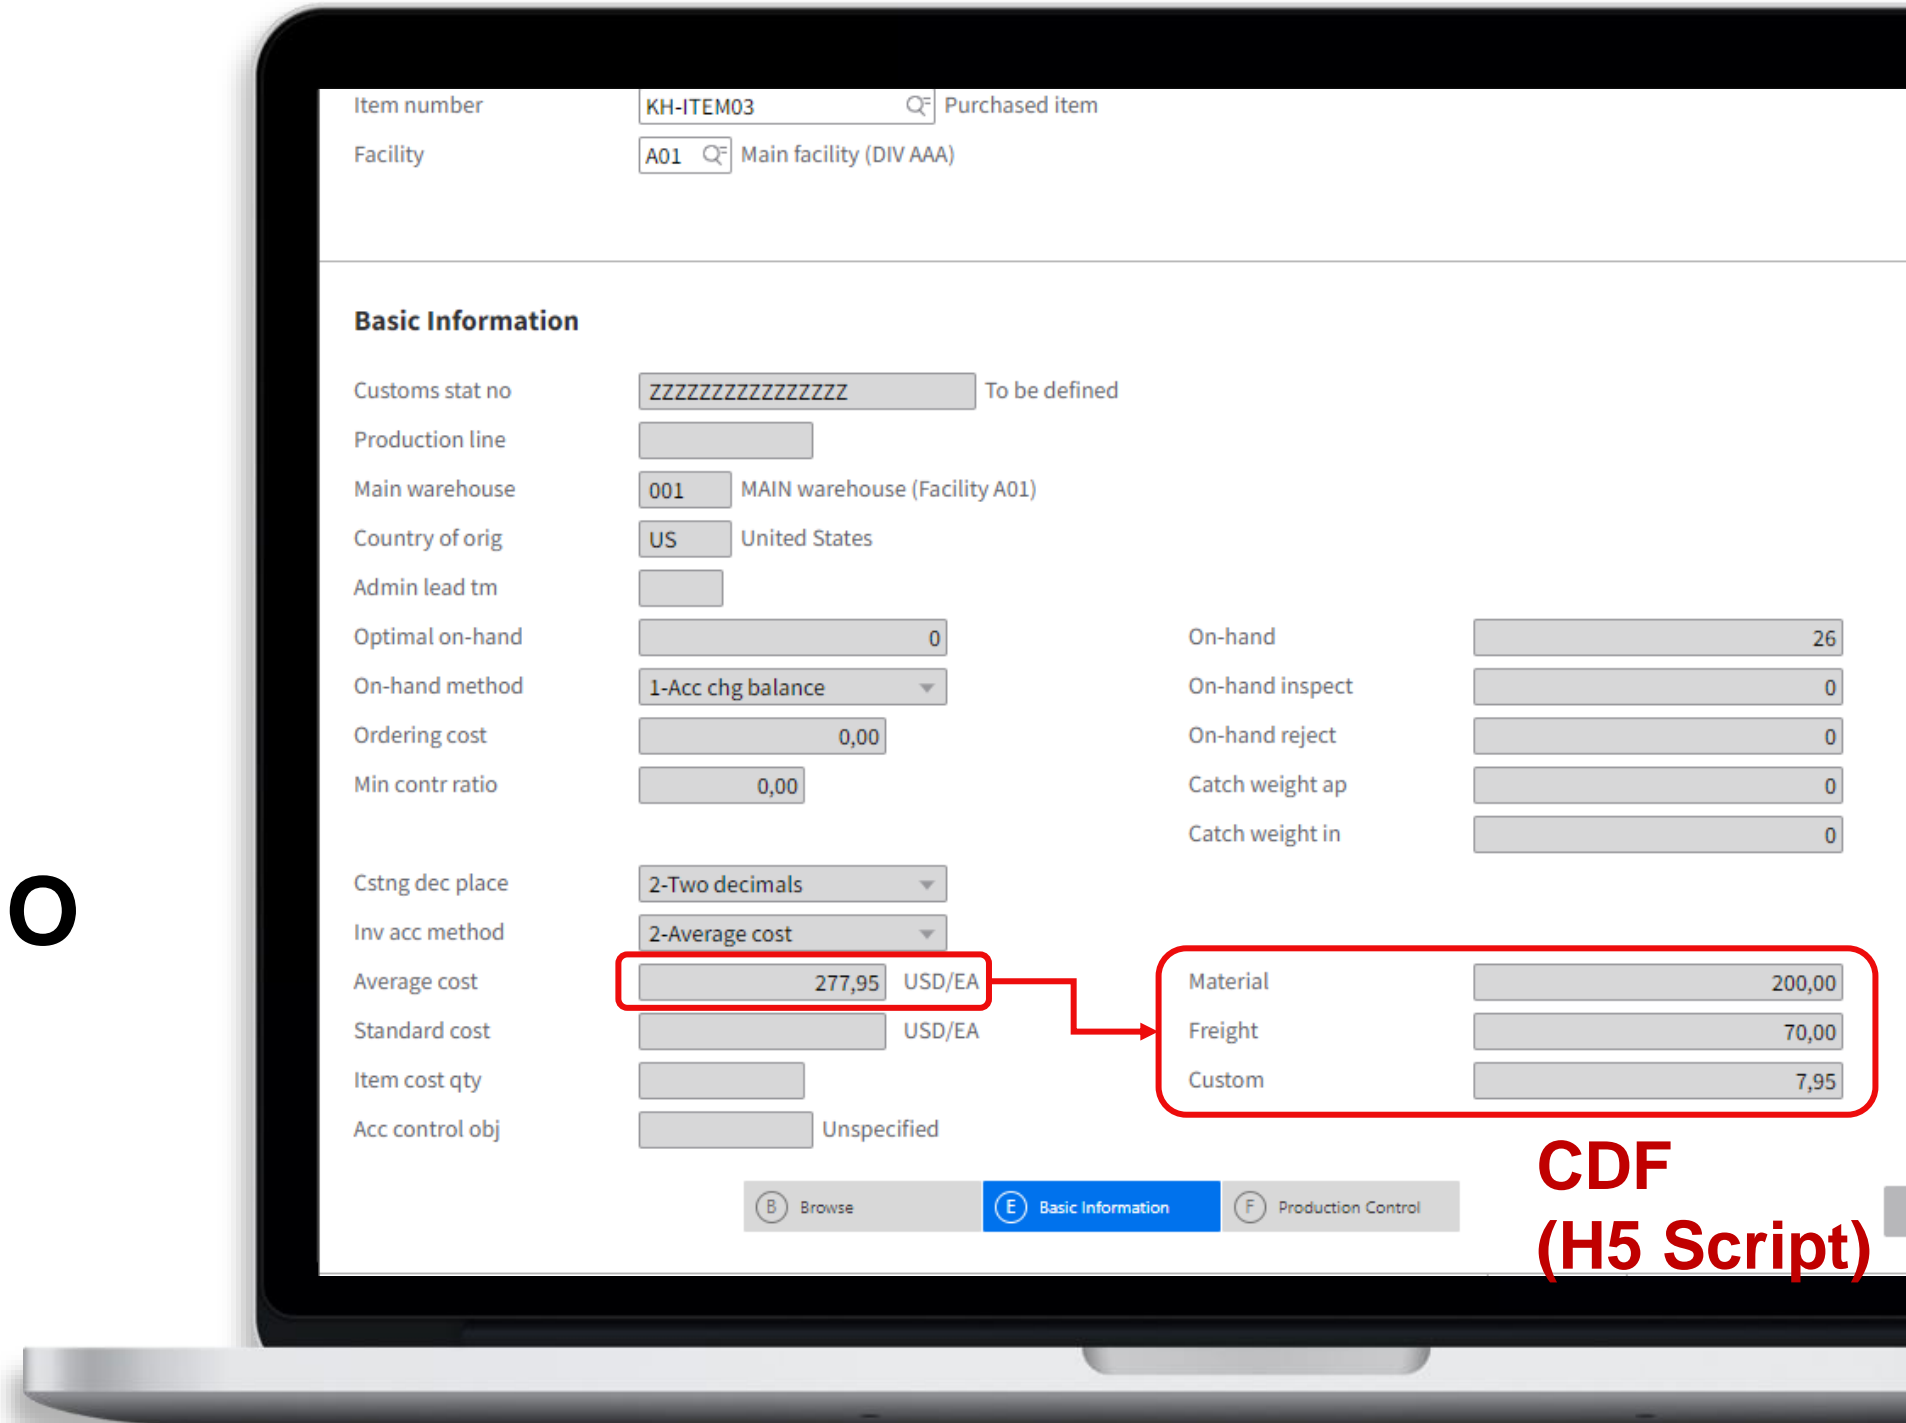 Item number KH-ITEM03 Purchased item
Facility A01 Main facility (DIV AAA)
Basic Information
Customs stat no ZZZZZZZZZZZZZZZZ To be defined
Production line
Main warehouse 001 MAIN warehouse (Facility A01)
Country of orig US United States
Admin lead tm
Optimal on-hand 0 On-hand 26
On-hand method 1-Acc chg balance On-hand inspect 0
Ordering cost 0,00 On-hand reject 0
Min contr ratio 0,00 Catch weight ap 0
Catch weight in 0
Cstng dec place 2-Two decimals
O
Inv acc method 2-Average cost
Average cost 277,95 USD/EA Material 200,00
Standard cost USD/EA Freight 70,00
Item cost qty Custom 7,95
Acc control obj Unspecified
CDF
B Browse E Basic Information F Production Control
(H5 Script)